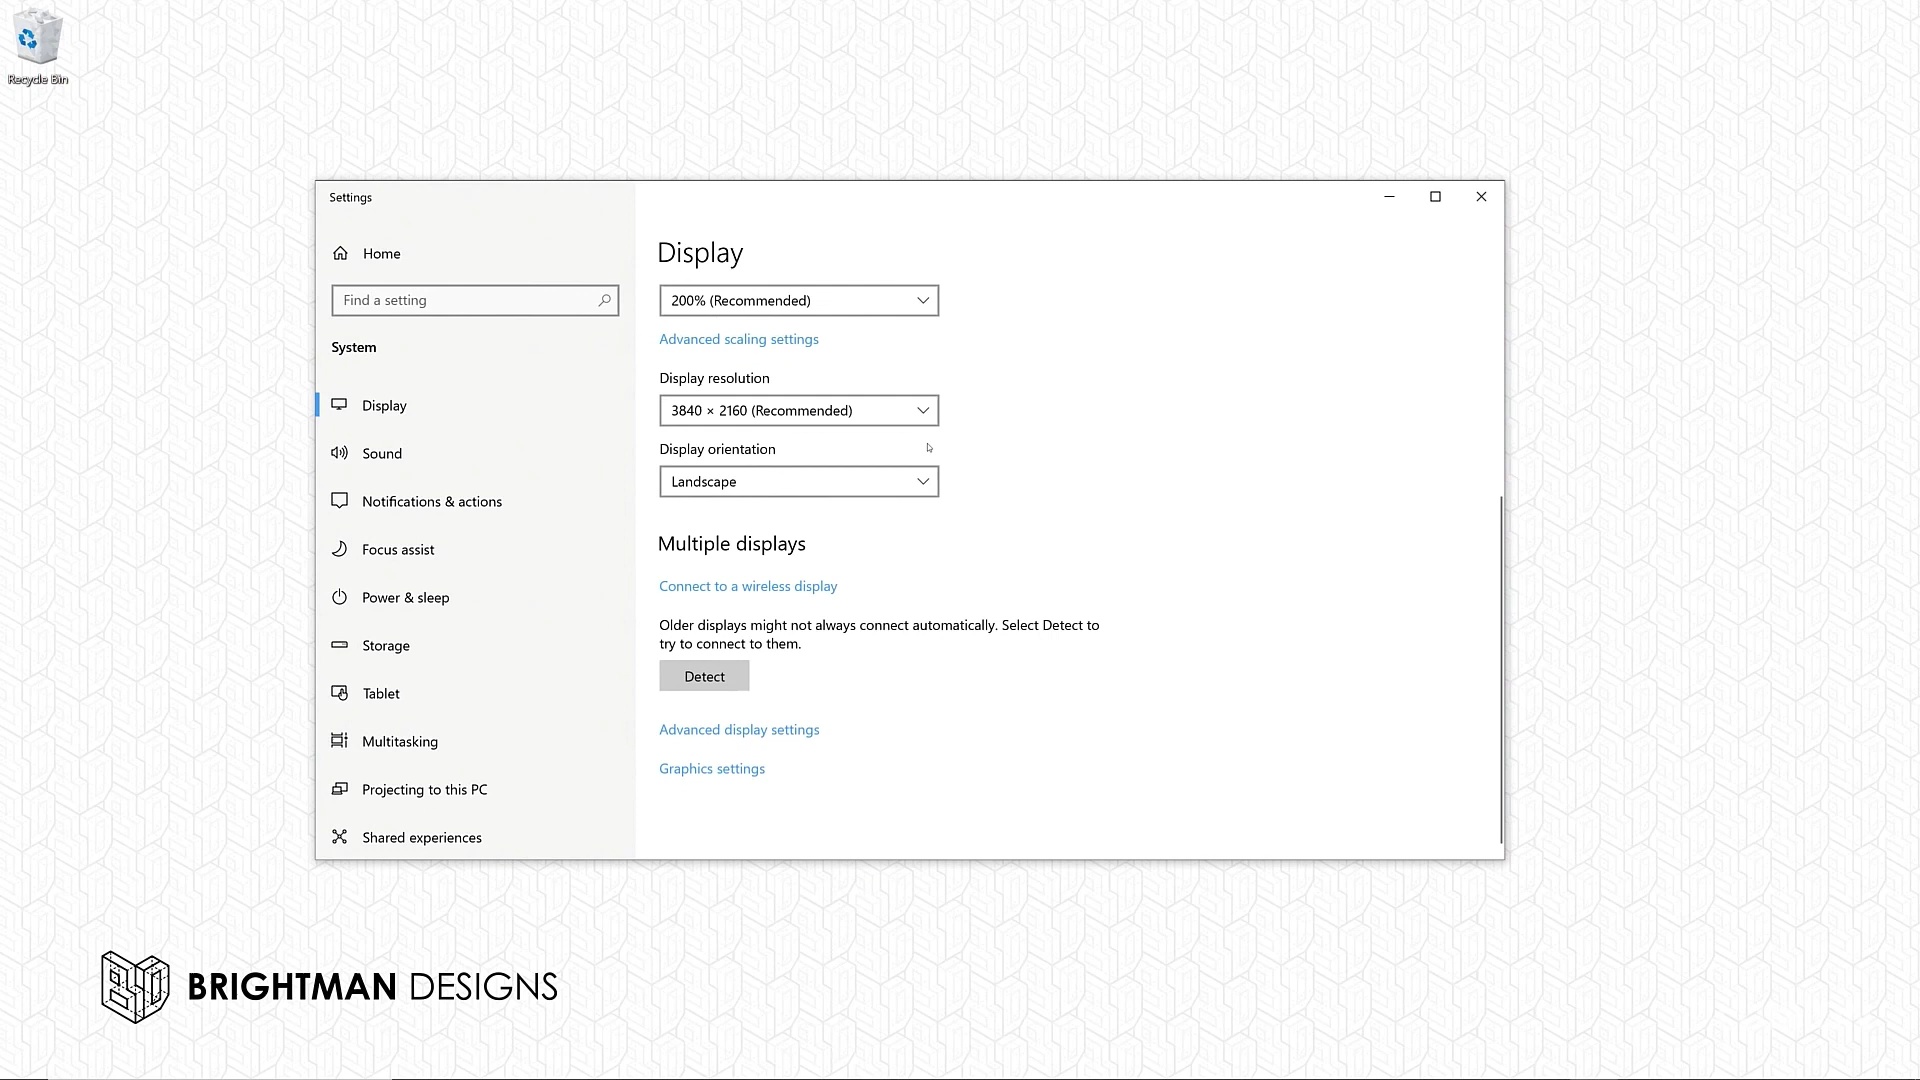 Recycle Bin
Settings
Home
Find a setting
System
Display
Sound
Notifications & actions
Focus assist
Power & sleep
Storage
Tablet
Multitasking
Projecting to this PC
Shared experiences
Display
200% (Recommended)
Advanced scaling settings
Display resolution
3840 × 2160 (Recommended)
Display orientation
Landscape
Multiple displays
Connect to a wireless display
Older displays might not always connect automatically. Select Detect to
try to connect to them.
Detect
Advanced display settings
Graphics settings
BRIGHTMAN DESIGNS